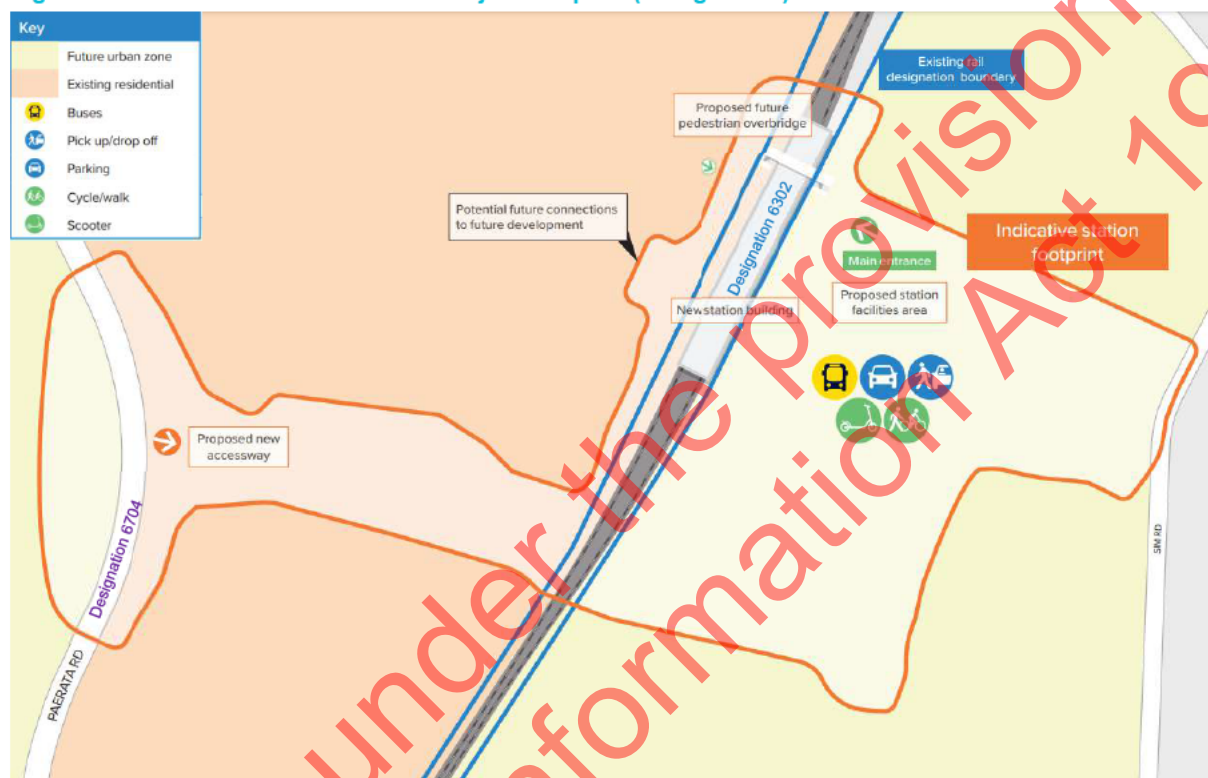 Key
Future urban zone
Existing residential
Buses
Pick up/drop off
Parking
Cycle/walk
Scooter
Existing rail
designation boundary
Proposed future
pedestrian overbridge
Potential future connections
to future development
Designation 6302
Indicative station
footprint
Main entrance
New station building
Proposed station
facilities area
Proposed new
accessway
Designation 6704
PAERATA RD
SIM RD
under the provision
formation Act 1